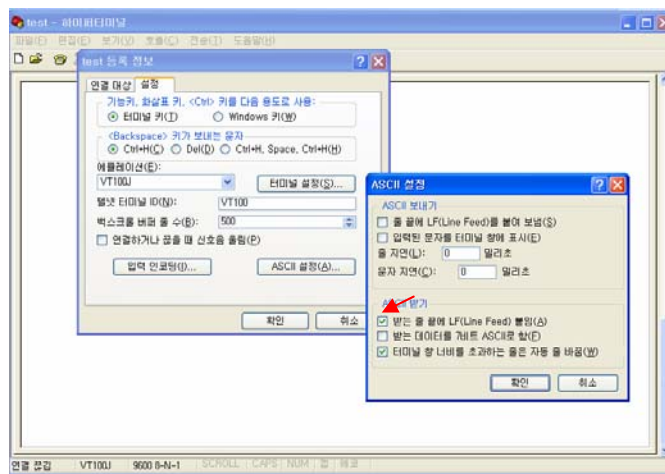 test - 하이퍼터미널
파일(F) 편집(E) 보기(V) 호출(C) 전송(T) 도움말(H)
test 등록 정보
연결 대상 설정
기능키, 화살표 키, <Ctrl> 키를 다음 용도로 사용:
터미널 키(T) Windows 키(W)
<Backspace> 키가 보내는 문자
Ctrl+H(C) Del(D) Ctrl+H, Space, Ctrl+H(H)
에뮬레이션(E):
VT100J 터미널 설정(S)...
텔넷 터미널 ID(N): VT100
백스크롤 버퍼 줄 수(B): 500
연결하거나 끊을 때 신호음 울림(P)
입력 인코딩(I)... ASCII 설정(A)...
확인 취소
ASCII 설정
ASCII 보내기
줄 끝에 LF(Line Feed)를 붙여 보냄(S)
입력된 문자를 터미널 창에 표시(E)
줄 지연(L): 0 밀리초
문자 지연(C): 0 밀리초
ASCII 받기
받는 줄 끝에 LF(Line Feed) 붙임(A)
받는 데이터를 7비트 ASCII로 함(F)
터미널 창 너비를 초과하는 줄은 자동 줄 바꿈(W)
확인 취소
연결 끊김 VT100J 9600 8-N-1 SCROLL CAPS NUM 캡 에코